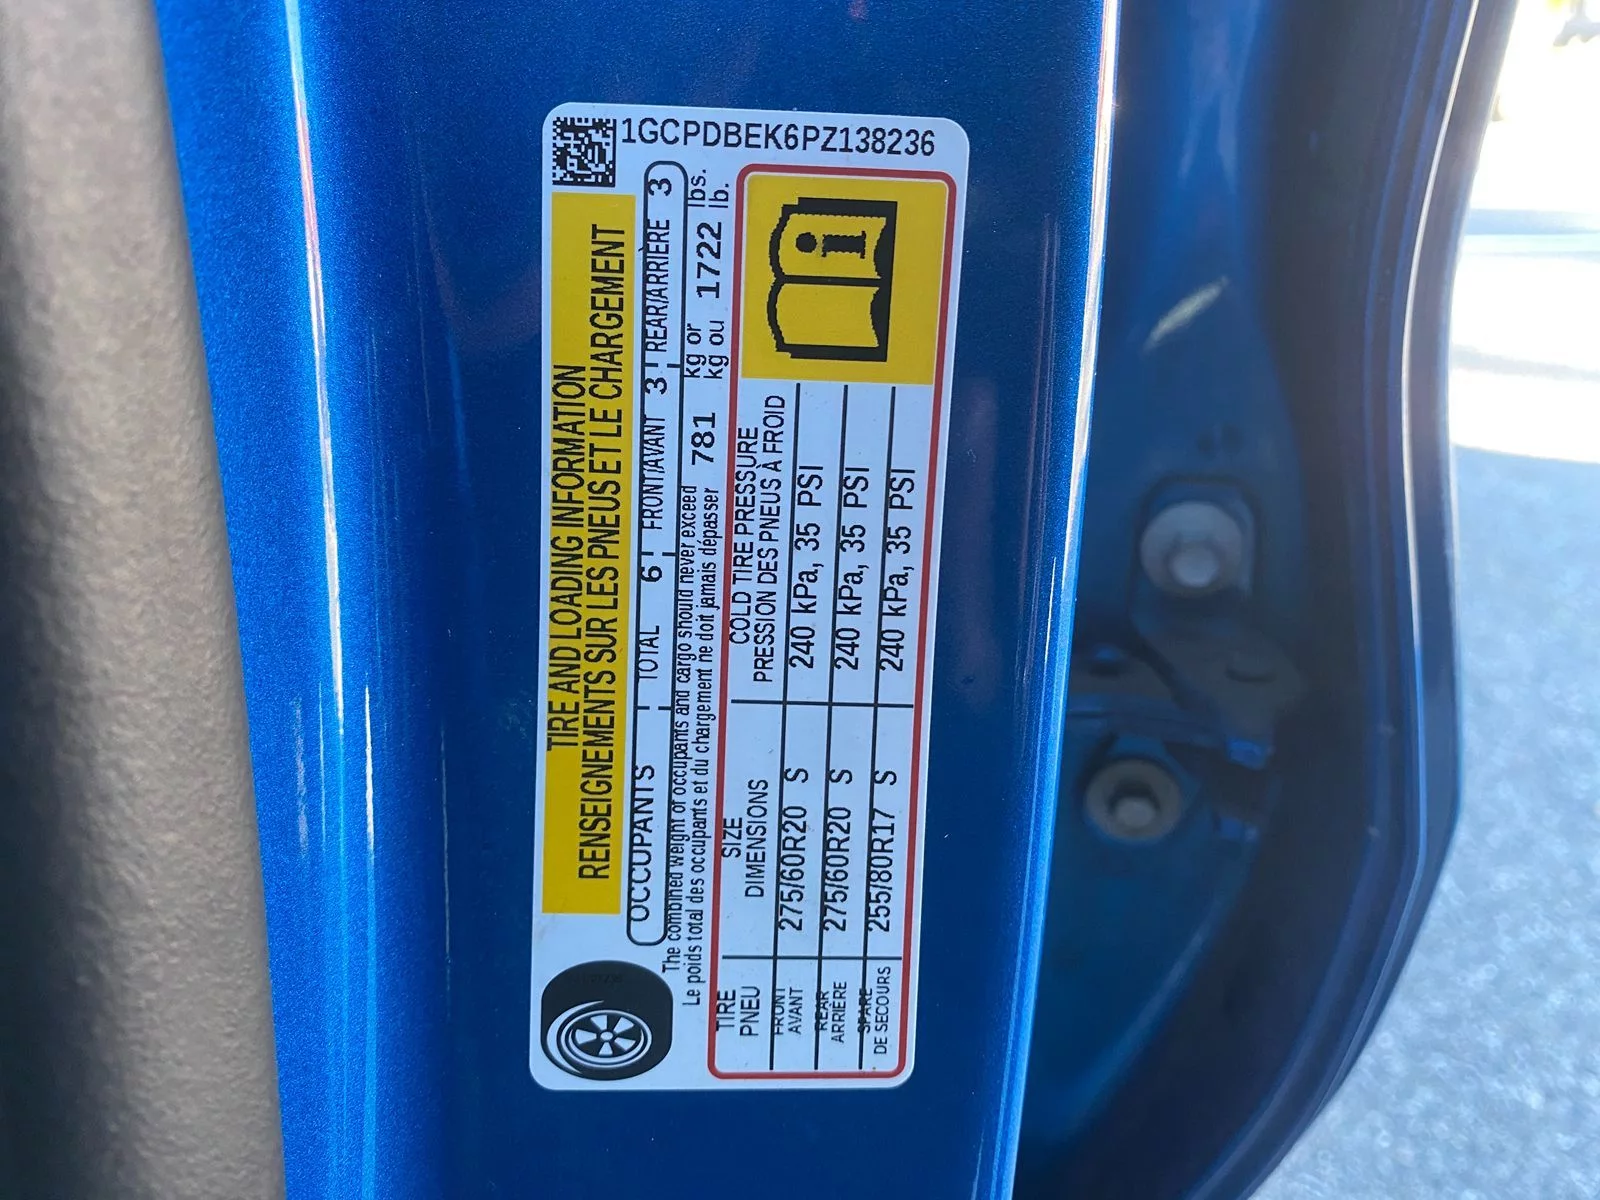 1GCPDBEK6PZ138236
TIRE AND LOADING INFORMATION
RENSEIGNEMENTS SUR LES PNEUS ET LE CHARGEMENT
OCCUPANTS TOTAL 6 FRONT/AVANT 3 REAR/ARRIÈRE 3
The combined weight of occupants and cargo should never exceed 781 kg or 1722 lbs.
Le poids total des occupants et du chargement ne doit jamais dépasser kg ou lb.
TIRE SIZE COLD TIRE PRESSURE
PNEU DIMENSIONS PRESSION DES PNEUS À FROID
FRONT
AVANT 275/60R20 S 240 kPa, 35 PSI
REAR
ARRIÈRE 275/60R20 S 240 kPa, 35 PSI
SPARE
DE SECOURS 255/80R17 S 240 kPa, 35 PSI
i